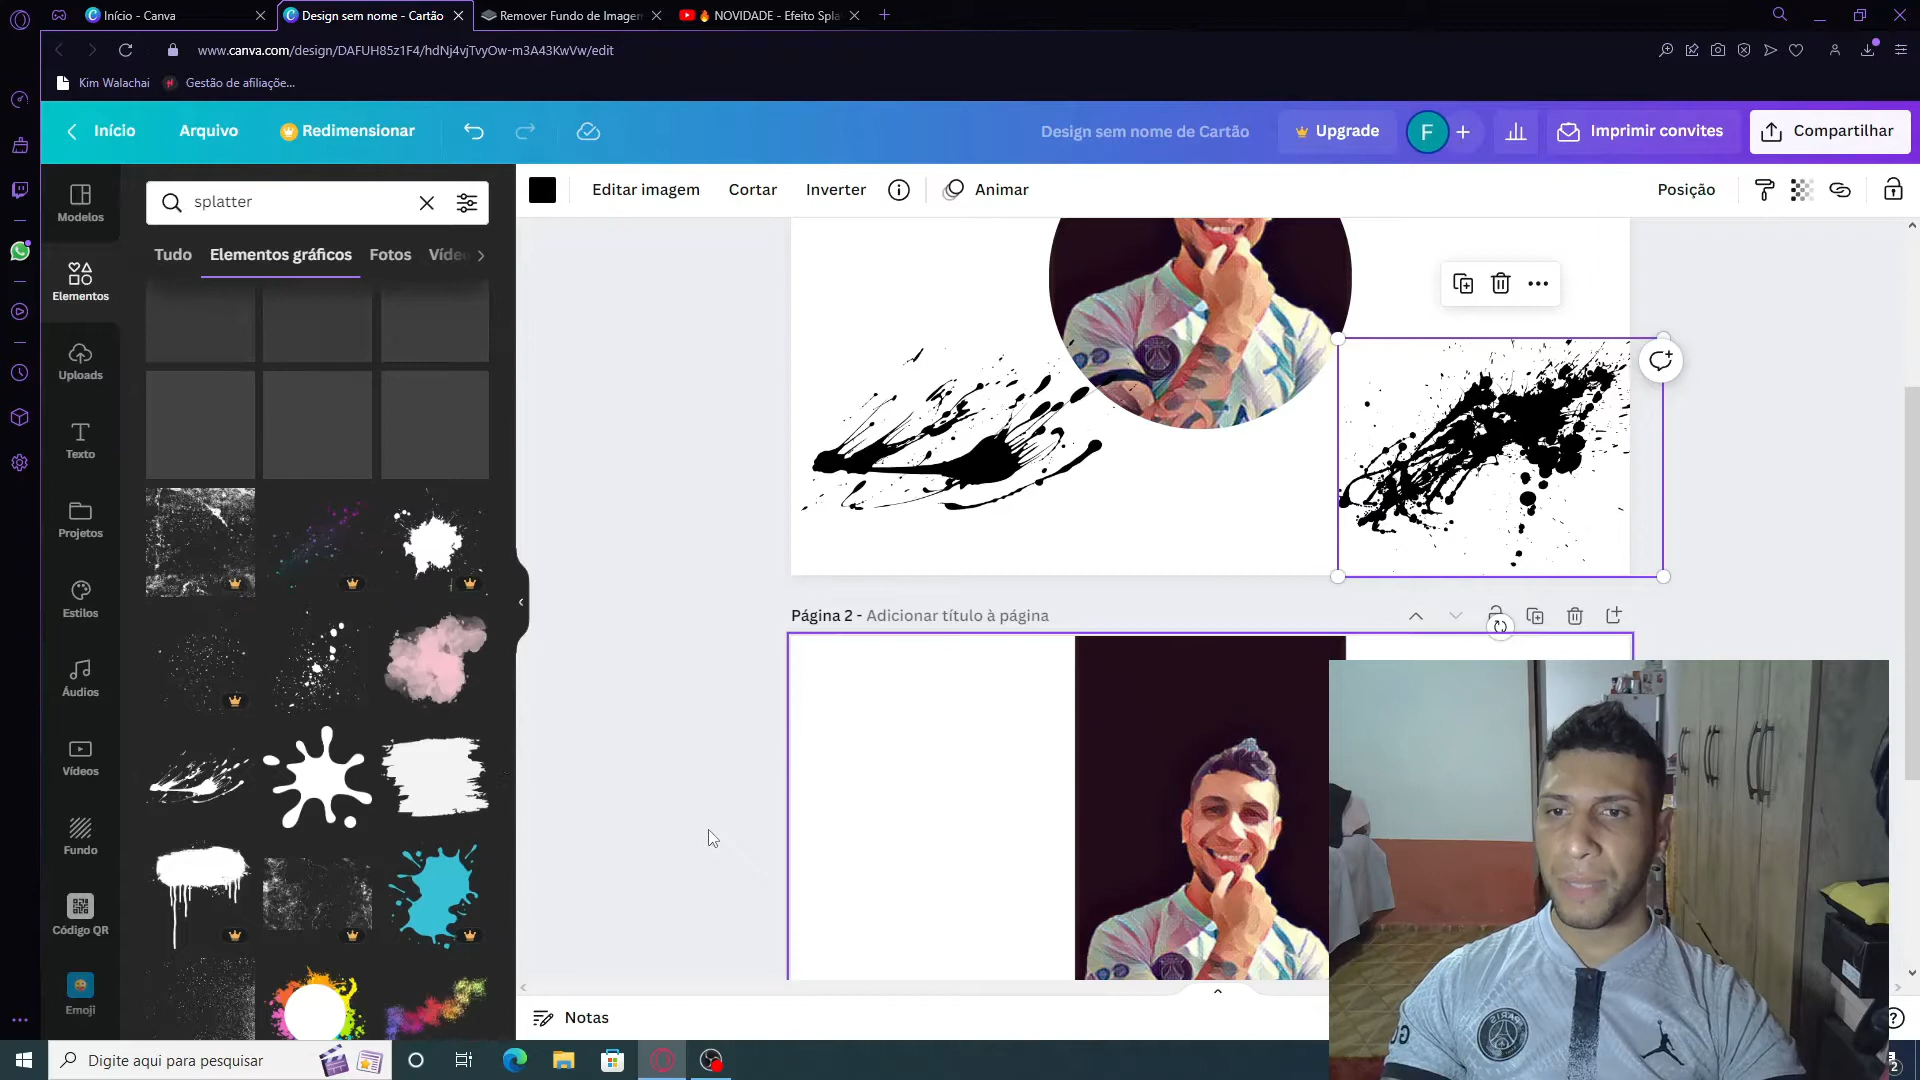 Início - Canva
Design sem nome - Cartão
Remover Fundo de Imagem
NOVIDADE - Efeito Spla
www.canva.com/design/DAFUH85z1F4/hdNj4vjTvyOw-m3A43KwVw/edit
Kim Walachai
Gestão de afiliaçõe...
Início
Arquivo
Redimensionar
Design sem nome de Cartão
Upgrade
F
Imprimir convites
Compartilhar
Modelos
Elementos
Uploads
Texto
Projetos
Estilos
Áudios
Vídeos
Fundo
Código QR
Emoji
splatter
Tudo
Elementos gráficos
Fotos
Víde
Editar imagem
Cortar
Inverter
Animar
Posição
Página 2 - Adicionar título à página
Notas
Digite aqui para pesquisar
2